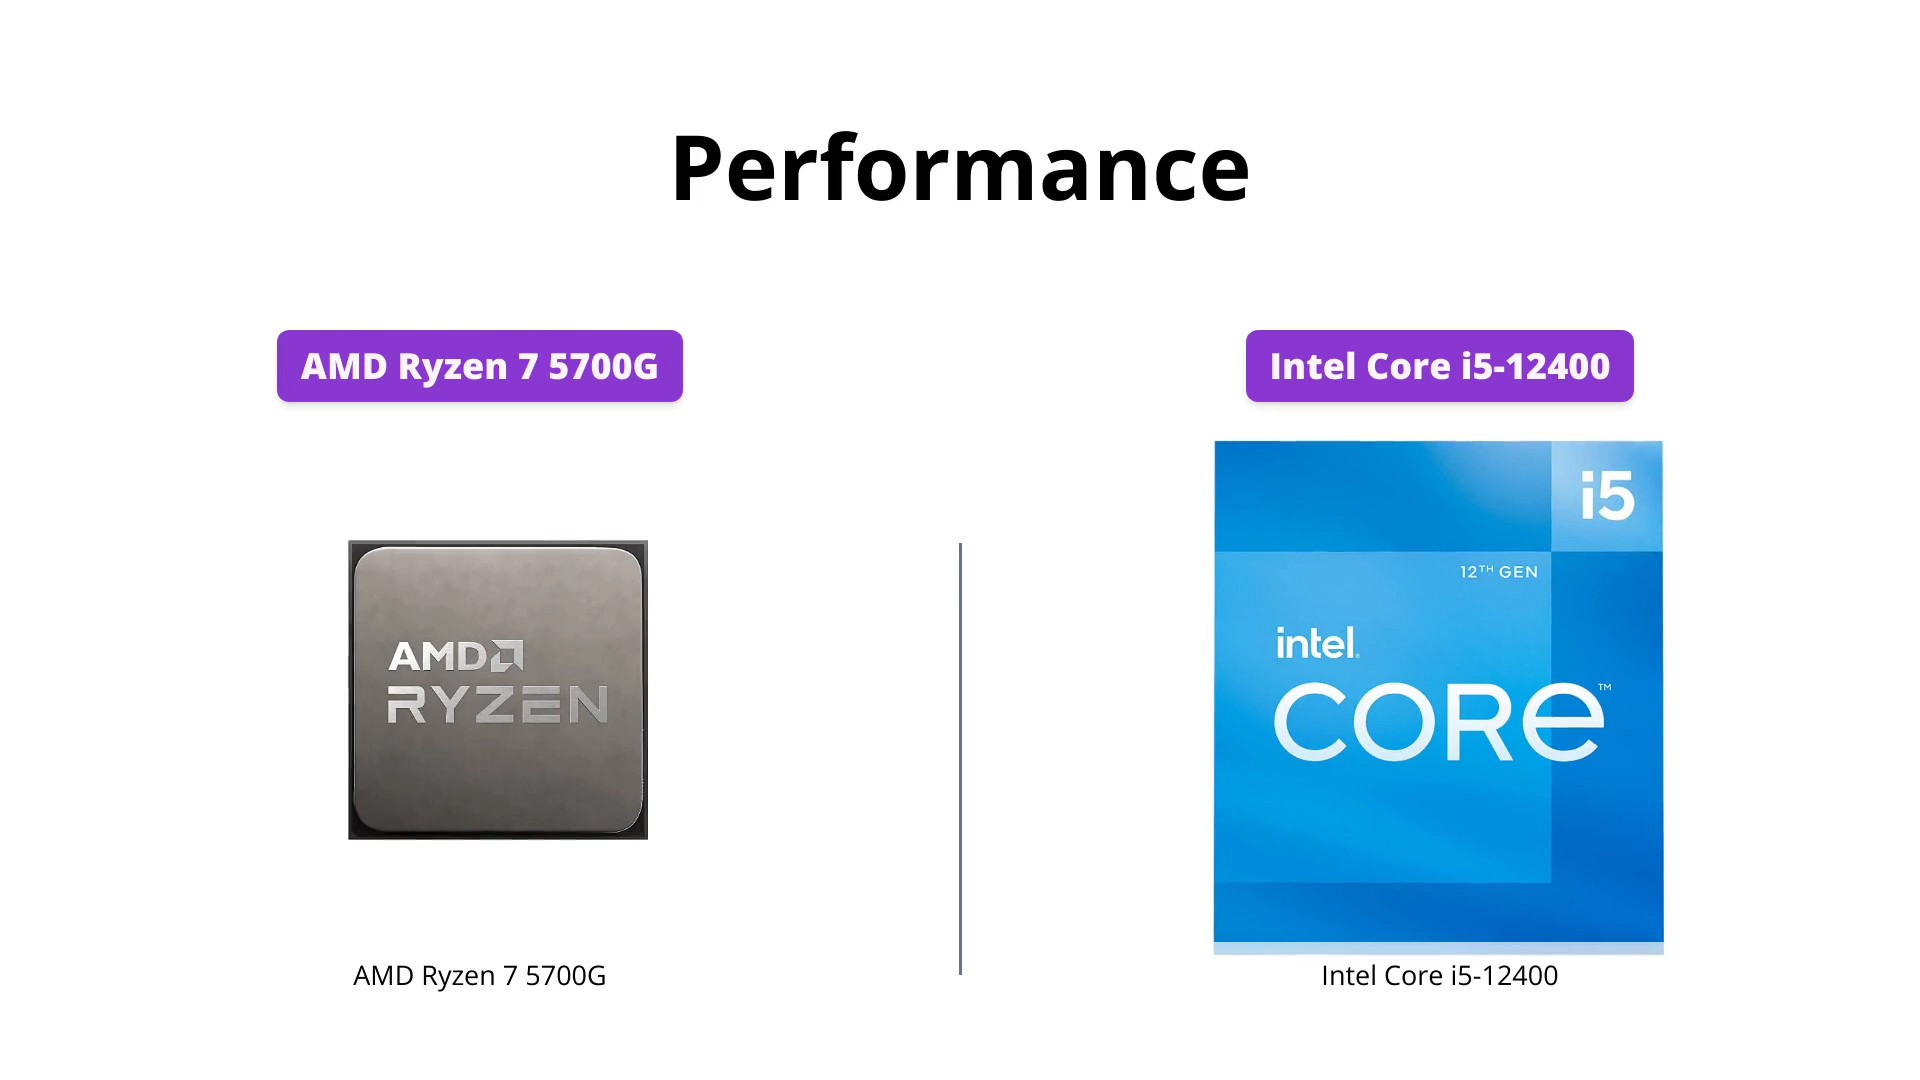 Performance
AMD Ryzen 7 5700G
Intel Core i5-12400
AMD
RYZEN
i5
12TH GEN
intel.
CORE™
AMD Ryzen 7 5700G
Intel Core i5-12400